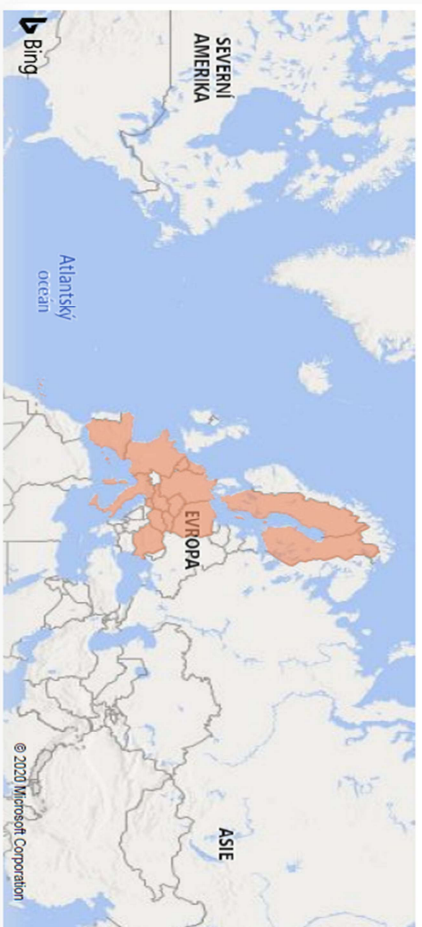 SEVERNÍ
AMERIKA
EVROPA
ASIE
Atlantský
oceán
Bing
© 2020 Microsoft Corporation